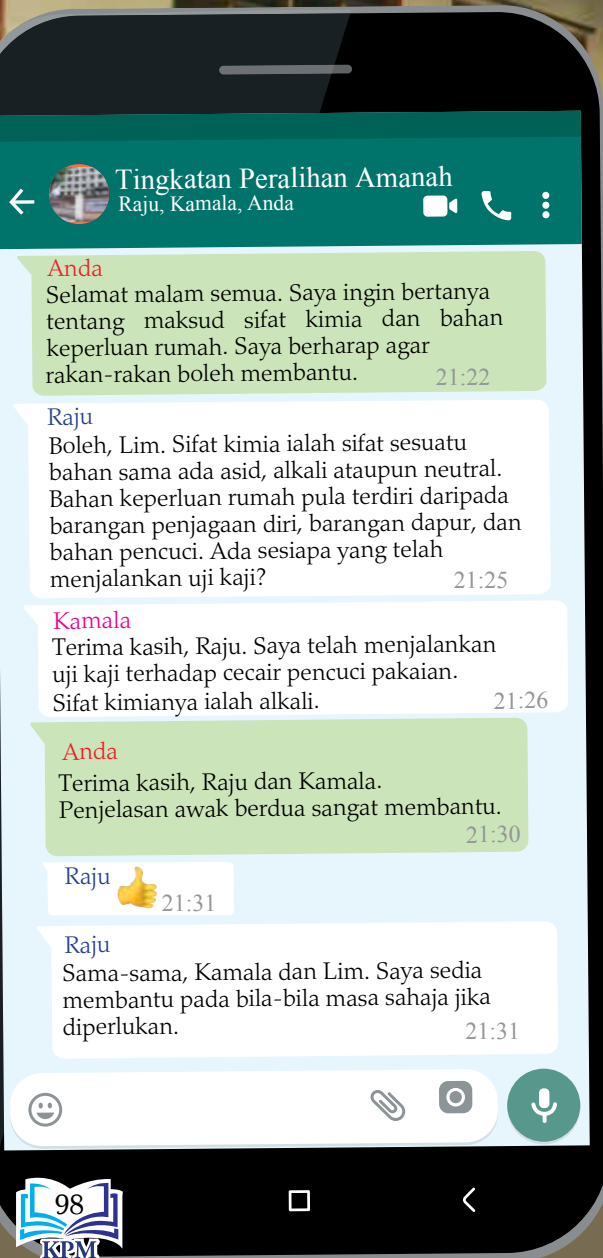 Tingkatan Peralihan Amanah
Raju, Kamala, Anda
Anda
Selamat malam semua. Saya ingin bertanya
tentang maksud sifat kimia dan bahan
keperluan rumah. Saya berharap agar
rakan-rakan boleh membantu.
21:22
Raju
Boleh, Lim. Sifat kimia ialah sifat sesuatu
bahan sama ada asid, alkali ataupun neutral.
Bahan keperluan rumah pula terdiri daripada
barangan penjagaan diri, barangan dapur, dan
bahan pencuci. Ada sesiapa yang telah
menjalankan uji kaji?
21:25
Kamala
Terima kasih, Raju. Saya telah menjalankan
uji kaji terhadap cecair pencuci pakaian.
Sifat kimianya ialah alkali.
21:26
Anda
Terima kasih, Raju dan Kamala.
Penjelasan awak berdua sangat membantu.
21:30
Raju
21:31
Raju
Sama-sama, Kamala dan Lim. Saya sedia
membantu pada bila-bila masa sahaja jika
diperlukan.
21:31
98
KPM